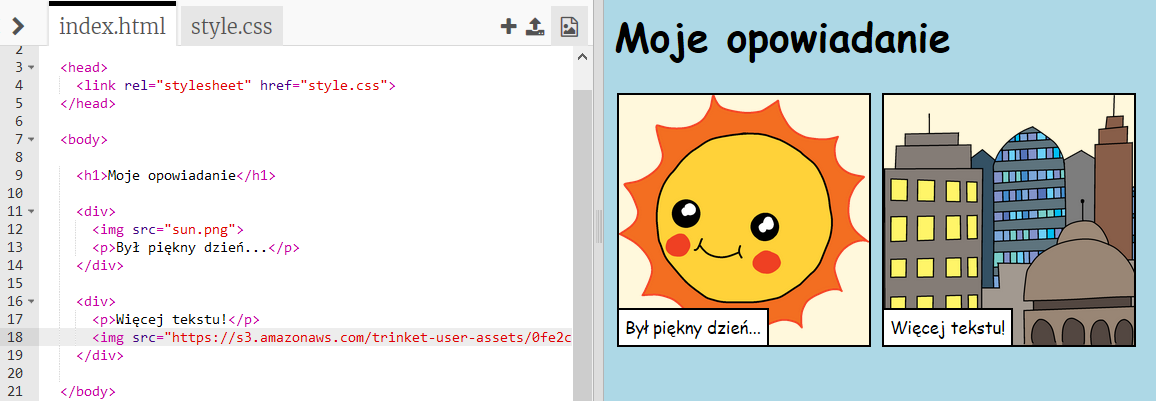 index.html style.css
2
3 <head>
4 <link rel="stylesheet" href="style.css">
5 </head>
6
7 <body>
8
9 <h1>Moje opowiadanie</h1>
10
11 <div>
12 <img src="sun.png">
13 <p>Był piękny dzień...</p>
14 </div>
15
16 <div>
17 <p>Więcej tekstu!</p>
18 <img src="https://s3.amazonaws.com/trinket-user-assets/0fe2c
19 </div>
20
21 </body>
Moje opowiadanie
Był piękny dzień...
Więcej tekstu!